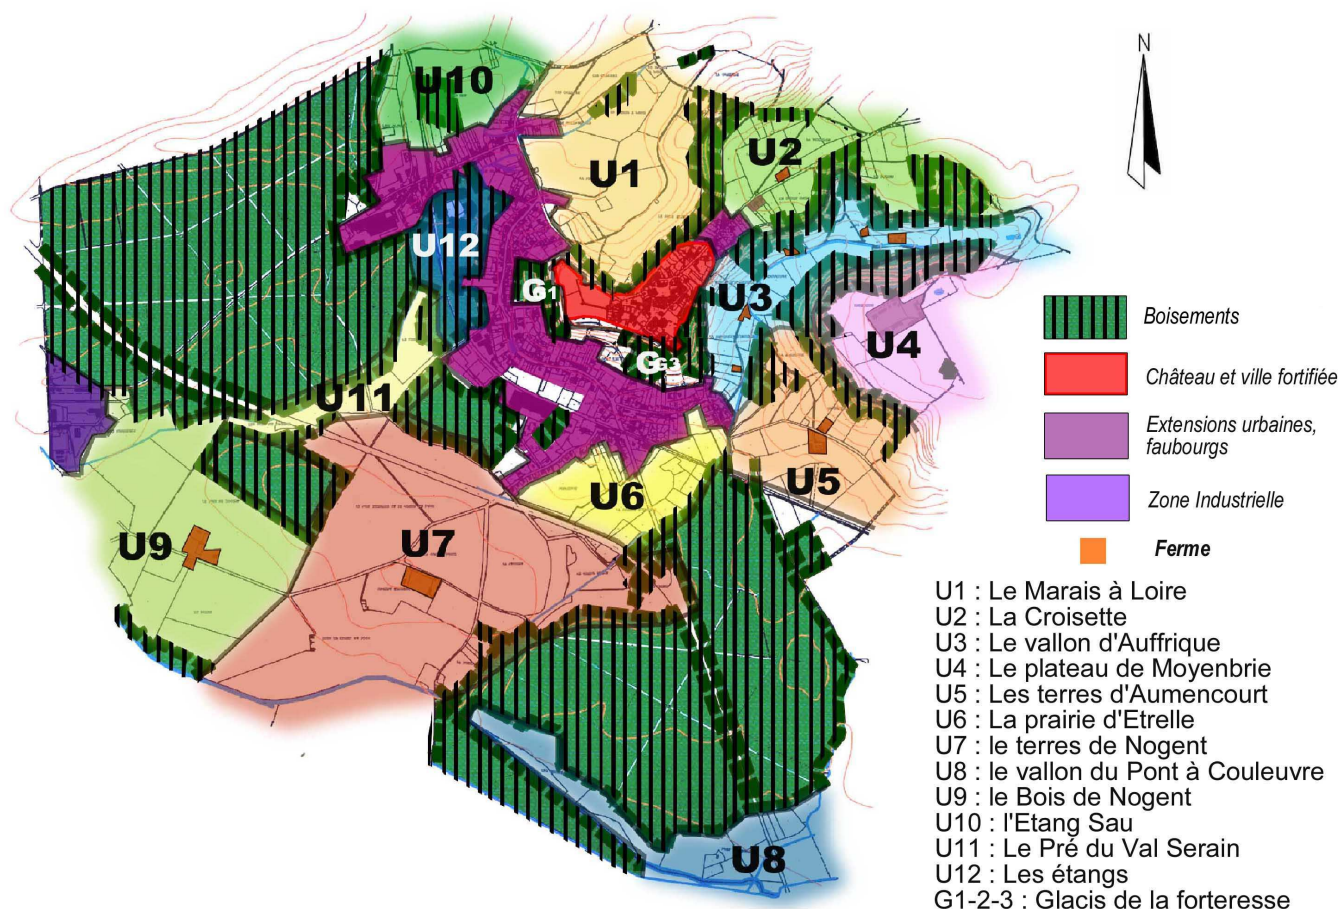 N
U10
U1
U2
U12
G1
U3
G G3
U4
U11
U6
U5
U9
U7
U8
Boisements
Château et ville fortifiée
Extensions urbaines,
faubourgs
Zone Industrielle
Ferme
U1 : Le Marais à Loire
U2 : La Croisette
U3 : Le vallon d'Auffrique
U4 : Le plateau de Moyenbrie
U5 : Les terres d'Aumencourt
U6 : La prairie d'Etrelle
U7 : le terres de Nogent
U8 : le vallon du Pont à Couleuvre
U9 : le Bois de Nogent
U10 : l'Etang Sau
U11 : Le Pré du Val Serain
U12 : Les étangs
G1-2-3 : Glacis de la forteresse